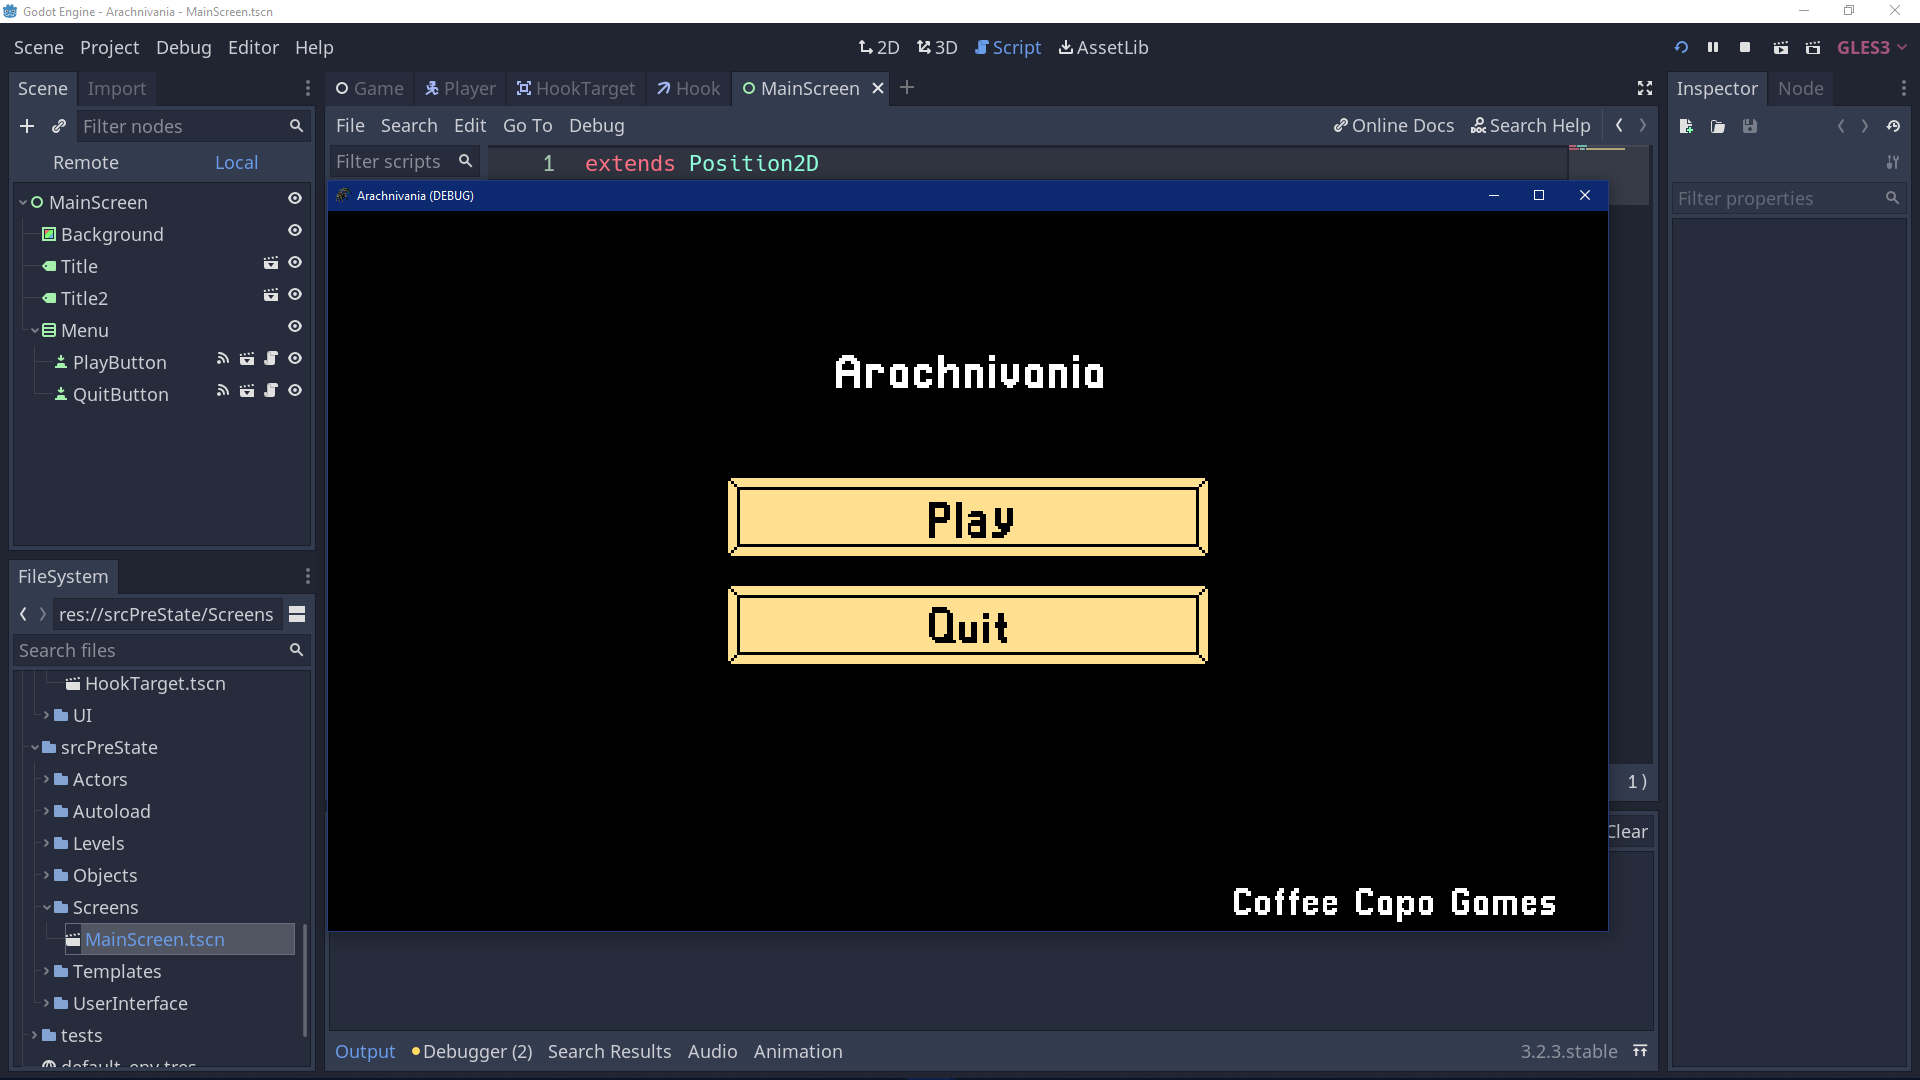 Godot Engine - Arachnivania - MainScreen.tscn
Scene Project Debug Editor Help
2D 3D Script AssetLib
GLES3
Scene Import
Game Player HookTarget Hook MainScreen
Inspector Node
Filter nodes
File Search Edit Go To Debug
Online Docs Search Help
Remote Local
Filter scripts
1 extends Position2D
Filter properties
Arachnivania (DEBUG)
MainScreen
Background
Title
Title2
Menu
PlayButton
QuitButton
Arachnivania
Play
Quit
Coffee Capo Games
FileSystem
res://srcPreState/Screens
Search files
HookTarget.tscn
UI
srcPreState
Actors
Autoload
Levels
Objects
Screens
MainScreen.tscn
Templates
UserInterface
tests
default_env.tres
1)
Clear
Output Debugger (2) Search Results Audio Animation
3.2.3.stable